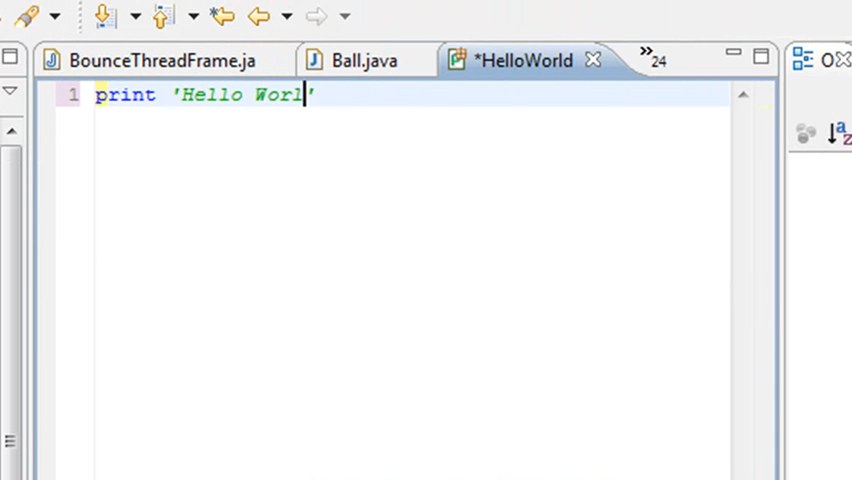 BounceThreadFrame.ja Ball.java *HelloWorld »24 O
1 print 'Hello Worl'
a
z